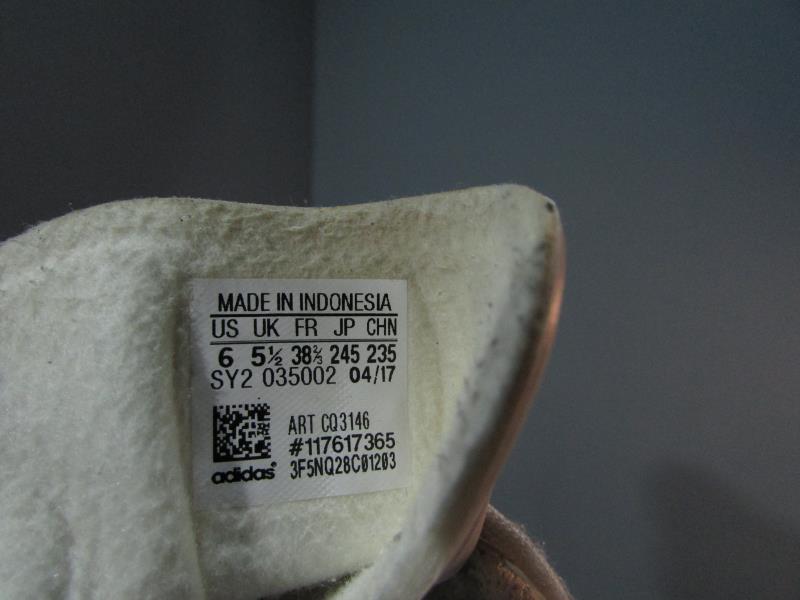 MADE IN INDONESIA
US UK FR JP CHN
6 5½ 38⅔ 245 235
SY2 035002 04/17
ART CQ3146
#117617365
adidas 3F5NQ28C01203